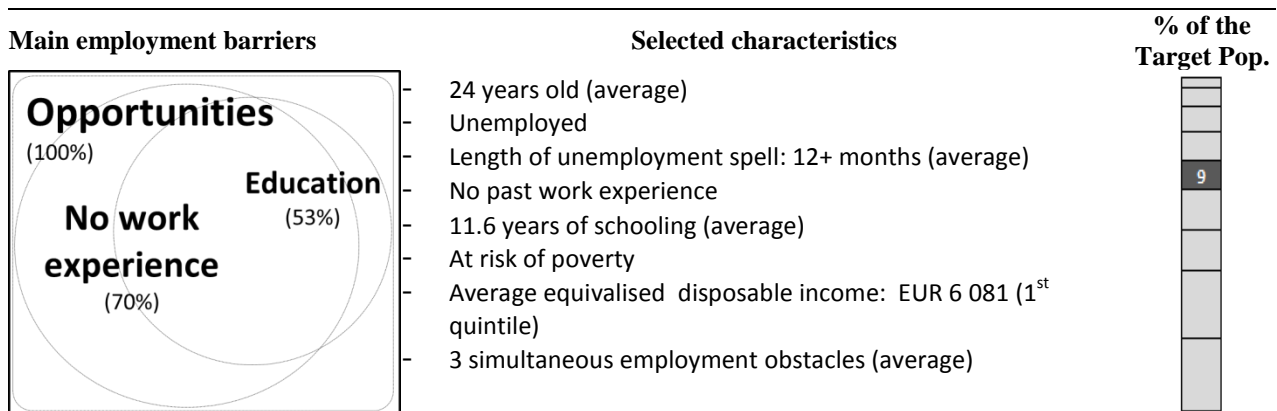 Main employment barriers
Selected characteristics
% of the
Target Pop.
Opportunities
(100%)
Education
(53%)
No work
experience
(70%)
- 24 years old (average)
- Unemployed
- Length of unemployment spell: 12+ months (average)
- No past work experience
- 11.6 years of schooling (average)
- At risk of poverty
- Average equivalised disposable income: EUR 6 081 (1st
quintile)
- 3 simultaneous employment obstacles (average)
9